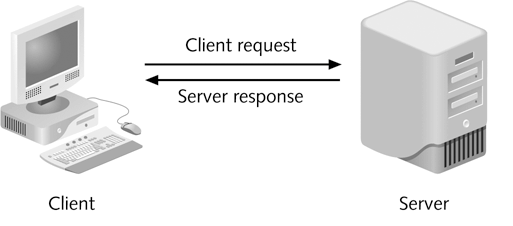 Client request
Server response
Client
Server